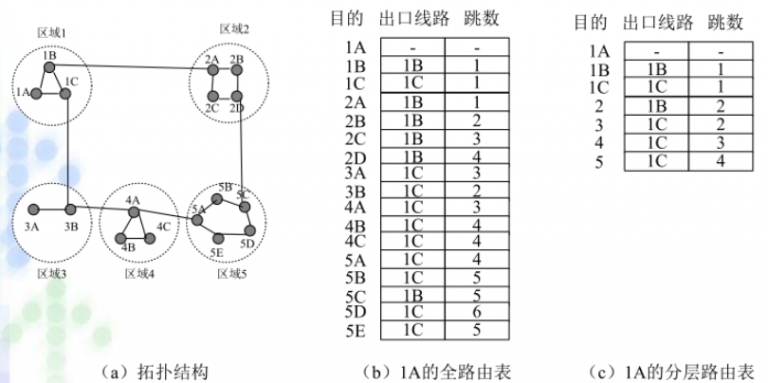 区域1
区域2
1B
1A
1C
2A 2B
2C 2D
3A
3B
4A
4B
4C
5A
5B
5C
5D
5E
区域3
区域4
区域5
(a) 拓扑结构
目的 出口线路 跳数
1A - -
1B 1B 1
1C 1C 1
2A 1B 1
2B 1B 2
2C 1B 3
2D 1B 4
3A 1C 3
3B 1C 2
4A 1C 3
4B 1C 4
4C 1C 4
5A 1C 4
5B 1C 5
5C 1B 5
5D 1C 6
5E 1C 5
(b) 1A的全路由表
目的 出口线路 跳数
1A - -
1B 1B 1
1C 1C 1
2 1B 2
3 1C 2
4 1C 3
5 1C 4
(c) 1A的分层路由表